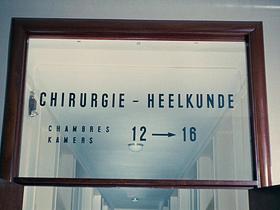 CHIRURGIE - HEELKUNDE
CHAMBRES 12 → 16
KAMERS